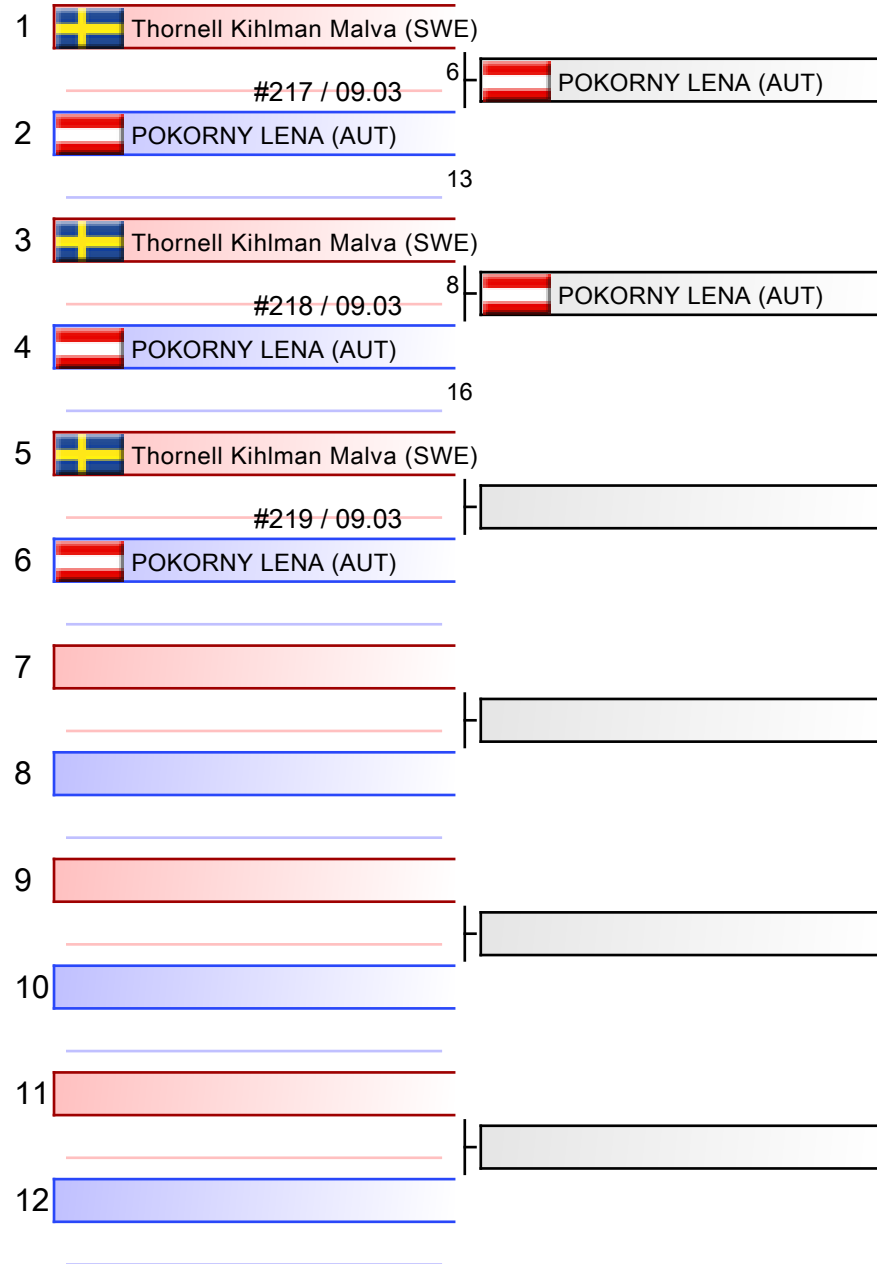 1 Thornell Kihlman Malva (SWE)
6 POKORNY LENA (AUT)
#217 / 09.03
2 POKORNY LENA (AUT)
13
3 Thornell Kihlman Malva (SWE)
8 POKORNY LENA (AUT)
#218 / 09.03
4 POKORNY LENA (AUT)
16
5 Thornell Kihlman Malva (SWE)
#219 / 09.03
6 POKORNY LENA (AUT)
7
8
9
10
11
12